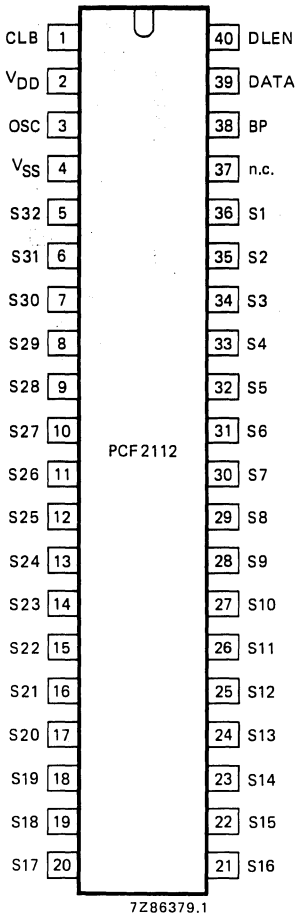 CLB 1 40 DLEN
VDD 2 39 DATA
OSC 3 38 BP
VSS 4 37 n.c.
S32 5 36 S1
S31 6 35 S2
S30 7 34 S3
S29 8 33 S4
S28 9 32 S5
S27 10 31 S6
PCF2112
S26 11 30 S7
S25 12 29 S8
S24 13 28 S9
S23 14 27 S10
S22 15 26 S11
S21 16 25 S12
S20 17 24 S13
S19 18 23 S14
S18 19 22 S15
S17 20 21 S16
7Z86379.1